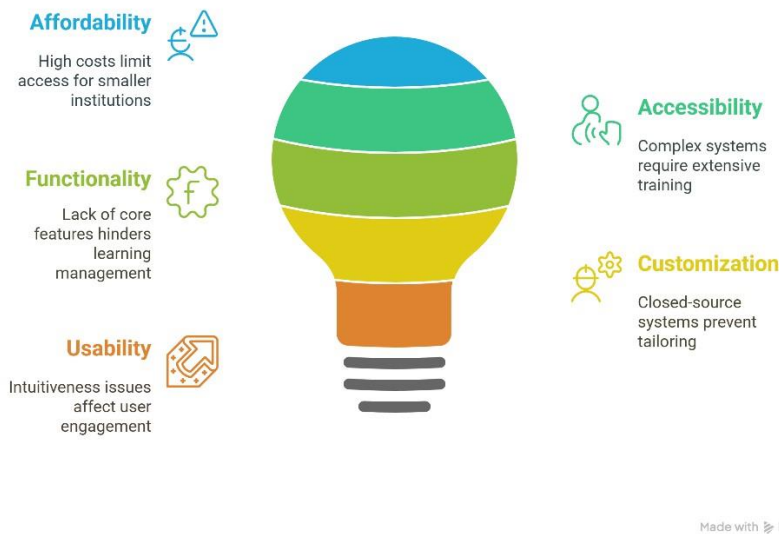 Affordability
High costs limit
access for smaller
institutions
Accessibility
Complex systems
require extensive
training
Functionality
f
Lack of core
features hinders
learning
management
Customization
Closed-source
systems prevent
tailoring
Usability
Intuitiveness issues
affect user
engagement
Made with